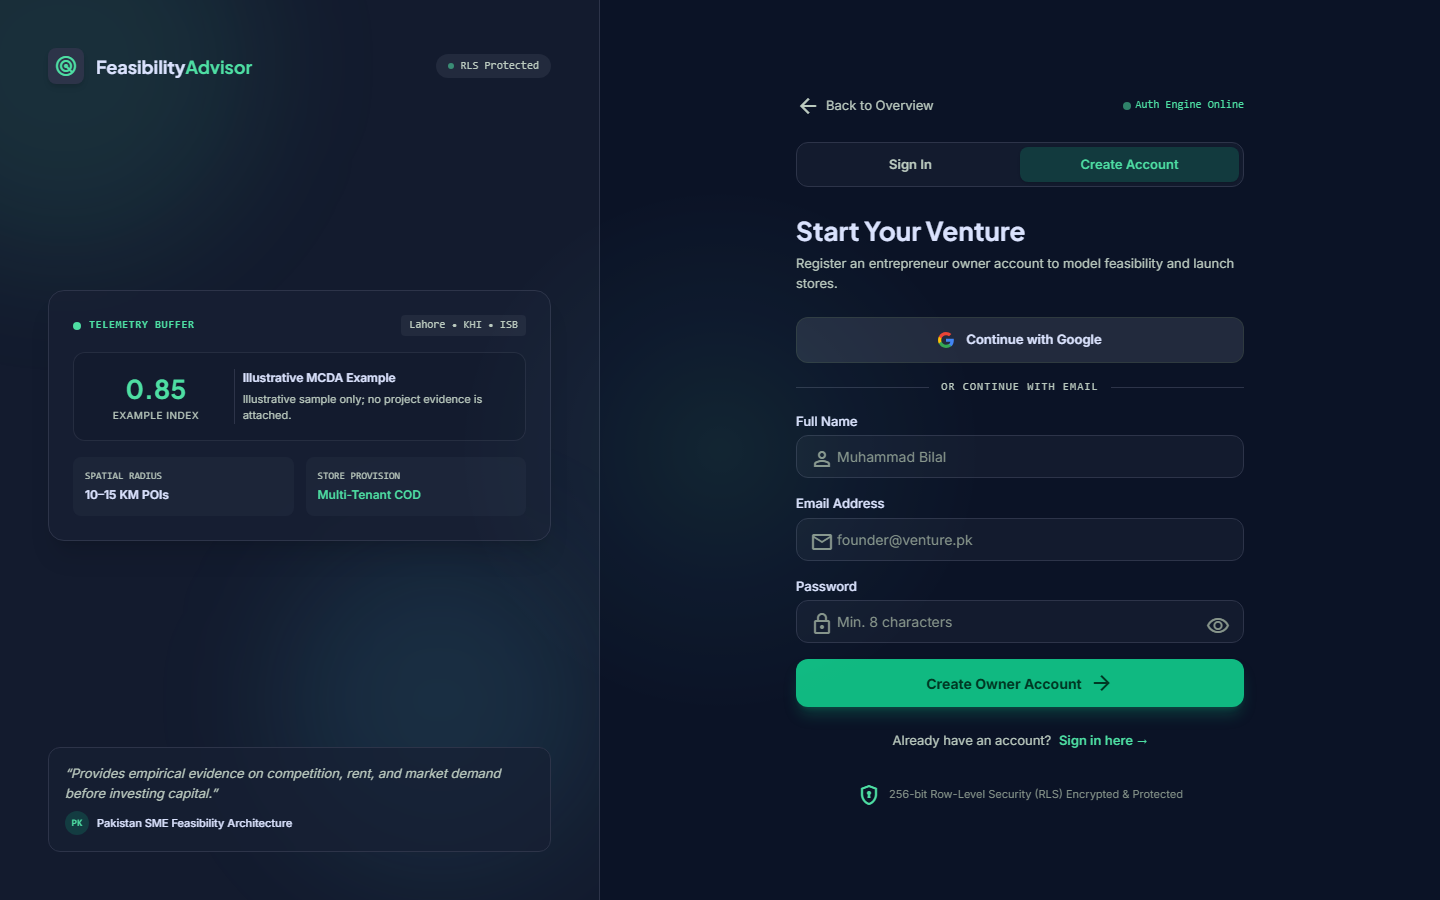 FeasibilityAdvisor
RLS Protected
TELEMETRY BUFFER
Lahore • KHI • ISB
0.85
EXAMPLE INDEX
Illustrative MCDA Example
Illustrative sample only; no project evidence is
attached.
SPATIAL RADIUS
10–15 KM POIs
STORE PROVISION
Multi-Tenant COD
“Provides empirical evidence on competition, rent, and market demand
before investing capital.”
PK
Pakistan SME Feasibility Architecture
Back to Overview
Auth Engine Online
Sign In
Create Account
Start Your Venture
Register an entrepreneur owner account to model feasibility and launch
stores.
Continue with Google
OR CONTINUE WITH EMAIL
Full Name
Muhammad Bilal
Email Address
founder@venture.pk
Password
Min. 8 characters
Create Owner Account →
Already have an account? Sign in here →
256-bit Row-Level Security (RLS) Encrypted & Protected